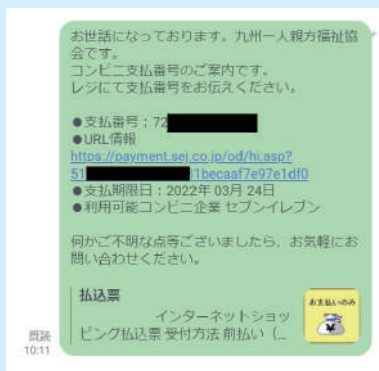 お世話になっております。九州一人親方福祉協
会です。
コンビニ支払番号のご案内です。
レジにて支払番号をお伝えください。
●支払番号：72
●URL情報
https://payment.sej.co.jp/od/hi.asp?
51 31becaaf7e97e1df0
●支払期限日：2022年 03月 24日
●利用可能コンビニ企業 セブンイレブン
何かご不明な点等ございましたら、お気軽にお
問い合わせください。
払込票
インターネットショッ
ピング払込票 受付方法 前払い（...
お支払いのみ
既読
10:11